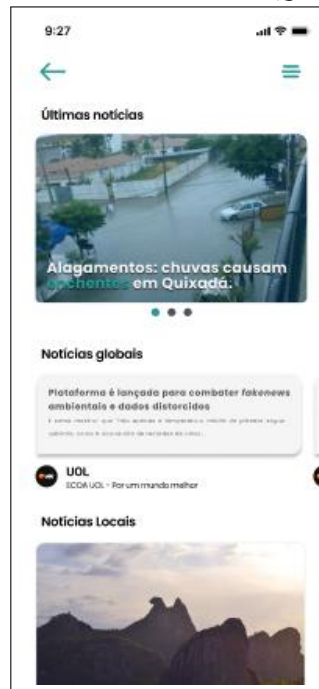 9:27
Últimas notícias
Alagamentos: chuvas causam
enchentes em Quixadá.
Notícias globais
Plataforma é lançada para combater fakenews
ambientais e dados distorcidos
UOL
ECOA UOL - Por um mundo melhor
Notícias Locais